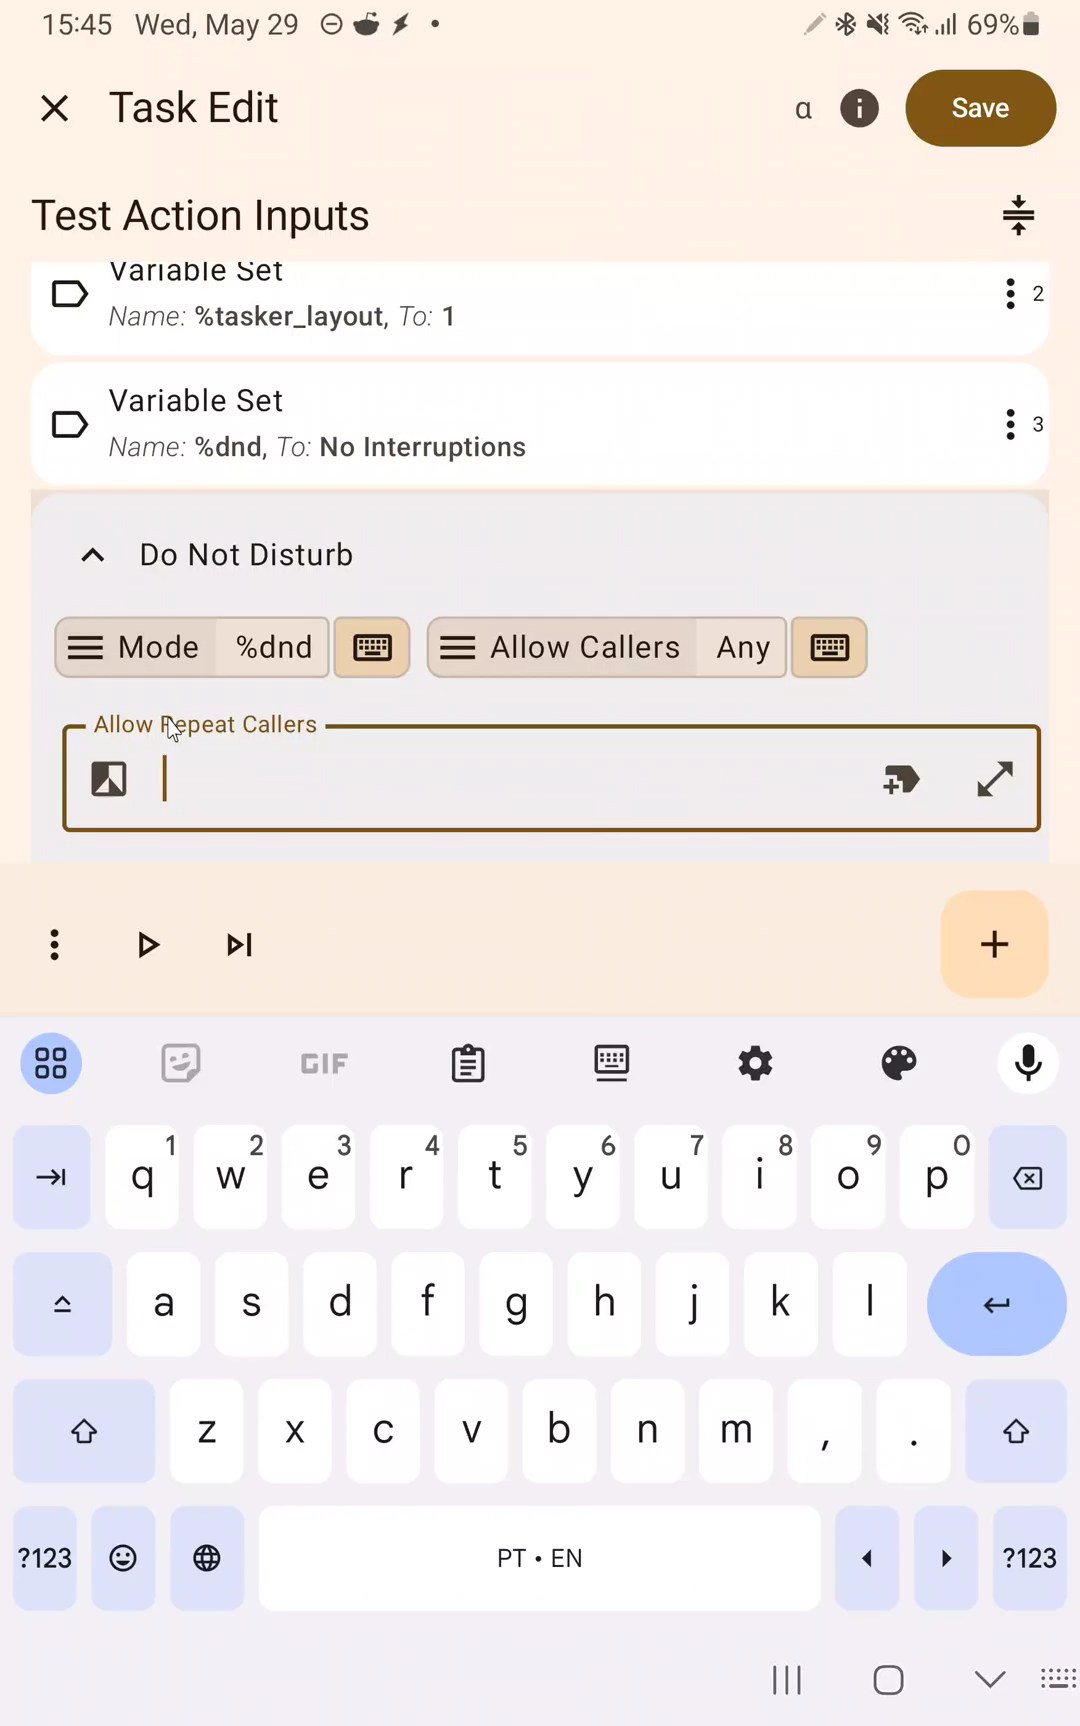 15:45 Wed, May 29 69%
Task Edit α Save
Test Action Inputs
Variable Set
Name: %tasker_layout, To: 1
2
Variable Set
Name: %dnd, To: No Interruptions
3
Do Not Disturb
Mode %dnd Allow Callers Any
Allow Repeat Callers
GIF
q 1 w 2 e 3 r 4 t 5 y 6 u 7 i 8 o 9 p 0
a s d f g h j k l
z x c v b n m , .
?123 PT • EN ?123